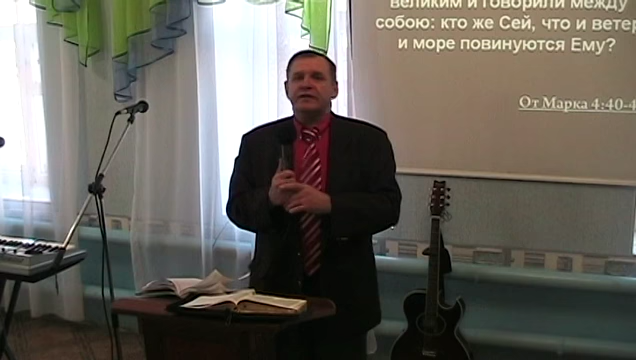 великим и говорили между
собою: кто же Сей, что и ветер
и море повинуются Ему?
От Марка 4:40-4